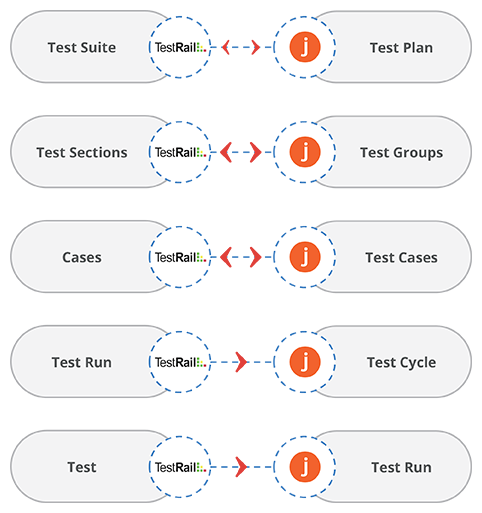 Test Suite TestRail j Test Plan
Test Sections TestRail j Test Groups
Cases TestRail j Test Cases
Test Run TestRail j Test Cycle
Test TestRail j Test Run